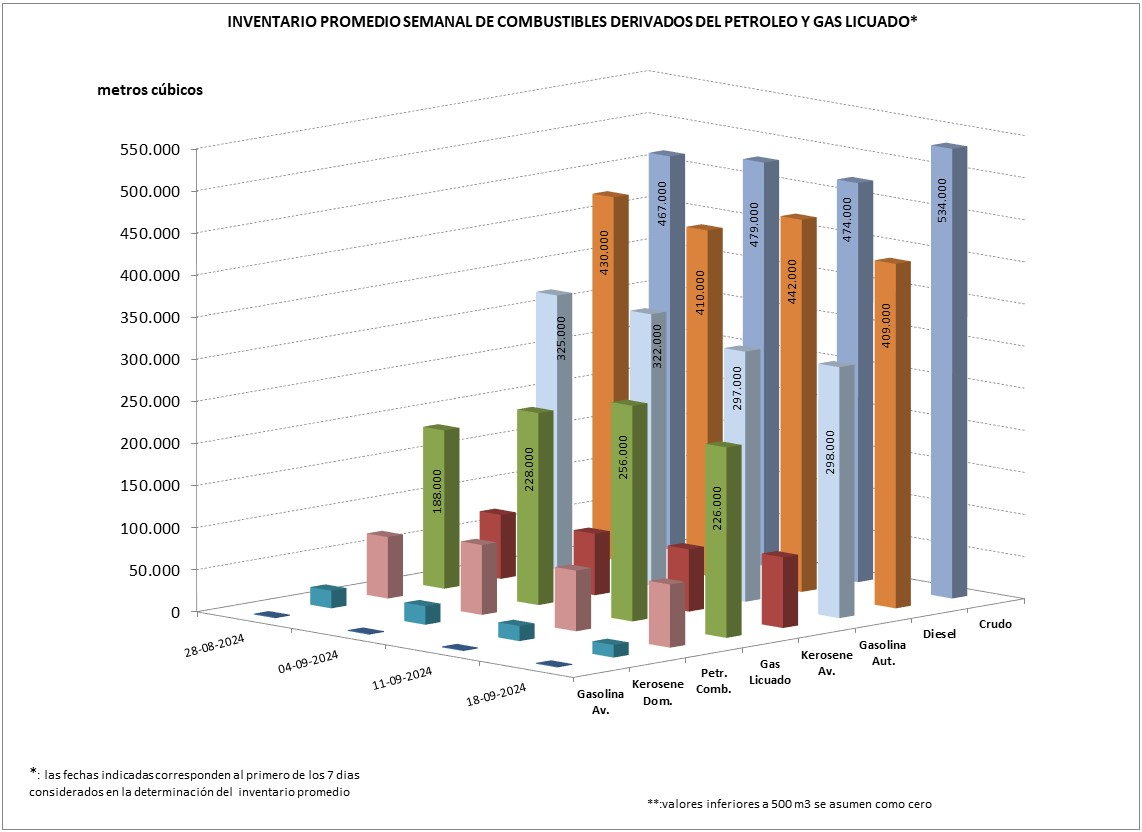 INVENTARIO PROMEDIO SEMANAL DE COMBUSTIBLES DERIVADOS DEL PETROLEO Y GAS LICUADO*
metros cúbicos
550.000
500.000
450.000
400.000
350.000
300.000
250.000
200.000
150.000
100.000
50.000
0
467.000
479.000
474.000
534.000
430.000
410.000
442.000
409.000
325.000
322.000
297.000
298.000
188.000
228.000
256.000
226.000
28-08-2024
04-09-2024
11-09-2024
18-09-2024
Gasolina
Av.
Kerosene
Dom.
Petr.
Comb.
Gas
Licuado
Kerosene
Av.
Gasolina
Aut.
Diesel
Crudo
*: las fechas indicadas corresponden al primero de los 7 dias
considerados en la determinación del inventario promedio
**:valores inferiores a 500 m3 se asumen como cero